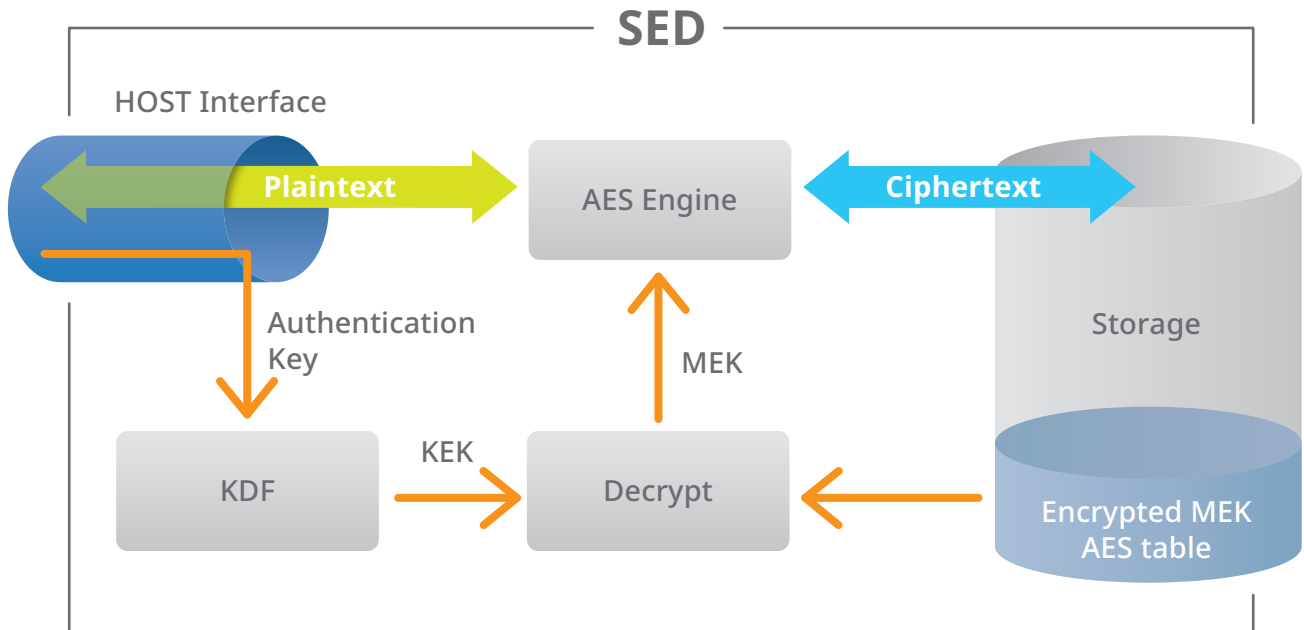 SED
HOST Interface
Plaintext
AES Engine
Ciphertext
Authentication
Key
MEK
Storage
KEK
KDF
Decrypt
Encrypted MEK
AES table